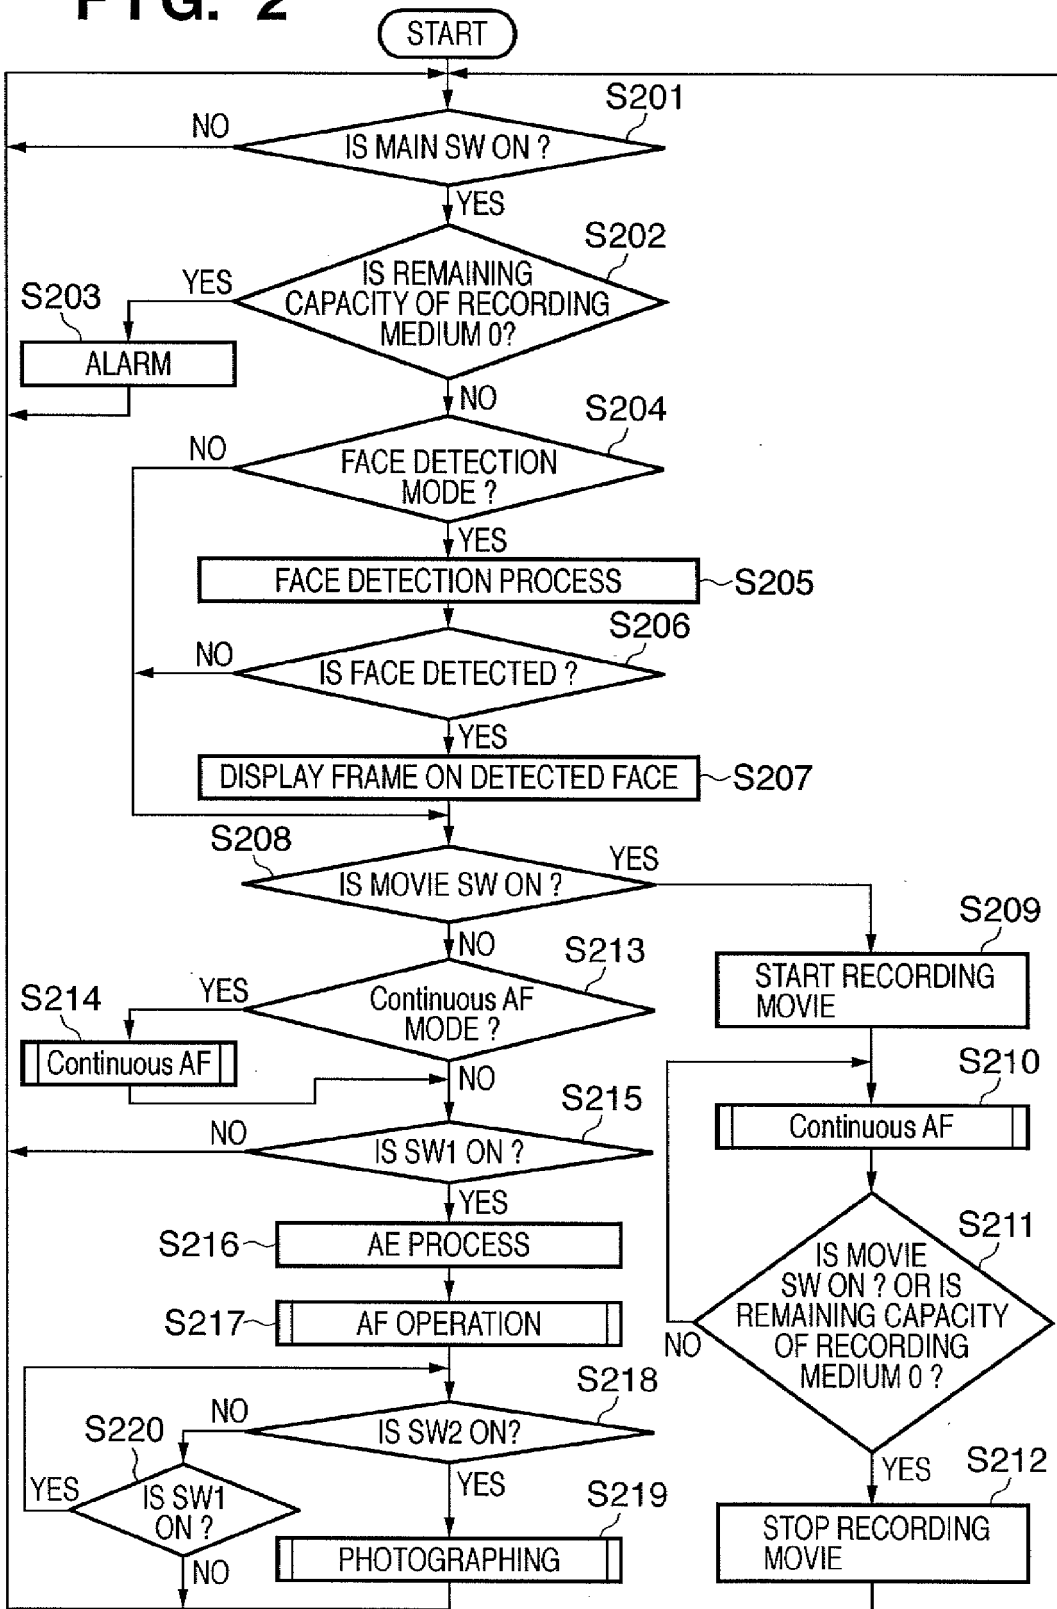 FIG. 2
START
S201
NO
IS MAIN SW ON ?
YES
S202
YES
IS REMAINING
CAPACITY OF RECORDING
MEDIUM 0?
S203
ALARM
NO
S204
NO
FACE DETECTION
MODE ?
YES
FACE DETECTION PROCESS
S205
S206
NO
IS FACE DETECTED ?
YES
DISPLAY FRAME ON DETECTED FACE
S207
S208
YES
IS MOVIE SW ON ?
NO
S209
START RECORDING
MOVIE
S213
YES
Continuous AF
MODE ?
S214
Continuous AF
NO
S210
Continuous AF
S215
NO
IS SW1 ON ?
YES
S216
AE PROCESS
S211
IS MOVIE
SW ON ? OR IS
REMAINING CAPACITY
OF RECORDING
MEDIUM 0 ?
NO
S217
AF OPERATION
S218
NO
IS SW2 ON?
S220
YES
IS SW1
ON ?
NO
YES
S219
PHOTOGRAPHING
YES
S212
STOP RECORDING
MOVIE